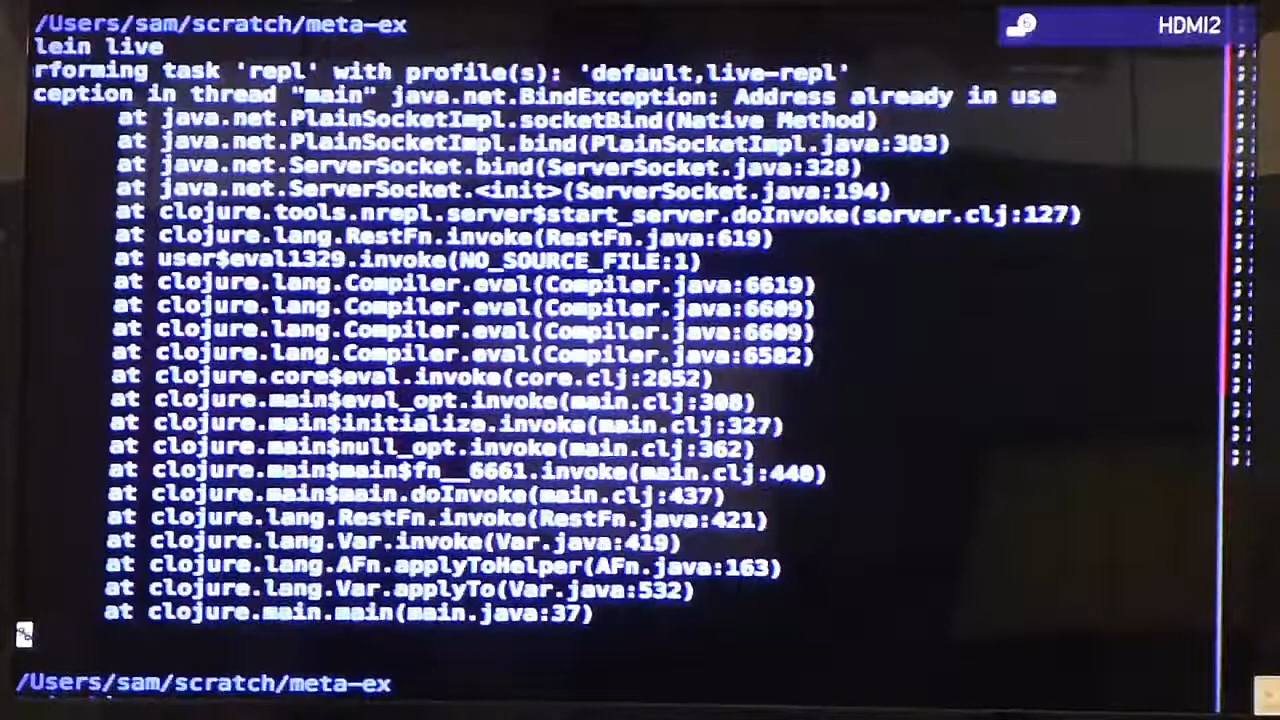 /Users/sam/scratch/meta-ex
HDMI2
lein live
rforming task 'repl' with profile(s): 'default,live-repl'
ception in thread "main" java.net.BindException: Address already in use
at java.net.PlainSocketImpl.socketBind(Native Method)
at java.net.PlainSocketImpl.bind(PlainSocketImpl.java:383)
at java.net.ServerSocket.bind(ServerSocket.java:328)
at java.net.ServerSocket.<init>(ServerSocket.java:194)
at clojure.tools.nrepl.server$start_server.doInvoke(server.clj:127)
at clojure.lang.RestFn.invoke(RestFn.java:619)
at user$eval1329.invoke(NO_SOURCE_FILE:1)
at clojure.lang.Compiler.eval(Compiler.java:6619)
at clojure.lang.Compiler.eval(Compiler.java:6609)
at clojure.lang.Compiler.eval(Compiler.java:6609)
at clojure.lang.Compiler.eval(Compiler.java:6582)
at clojure.core$eval.invoke(core.clj:2852)
at clojure.main$eval_opt.invoke(main.clj:308)
at clojure.main$initialize.invoke(main.clj:327)
at clojure.main$null_opt.invoke(main.clj:362)
at clojure.main$main$fn__6661.invoke(main.clj:440)
at clojure.main$main.doInvoke(main.clj:437)
at clojure.lang.RestFn.invoke(RestFn.java:421)
at clojure.lang.Var.invoke(Var.java:419)
at clojure.lang.AFn.applyToHelper(AFn.java:163)
at clojure.lang.Var.applyTo(Var.java:532)
at clojure.main.main(main.java:37)
%
/Users/sam/scratch/meta-ex